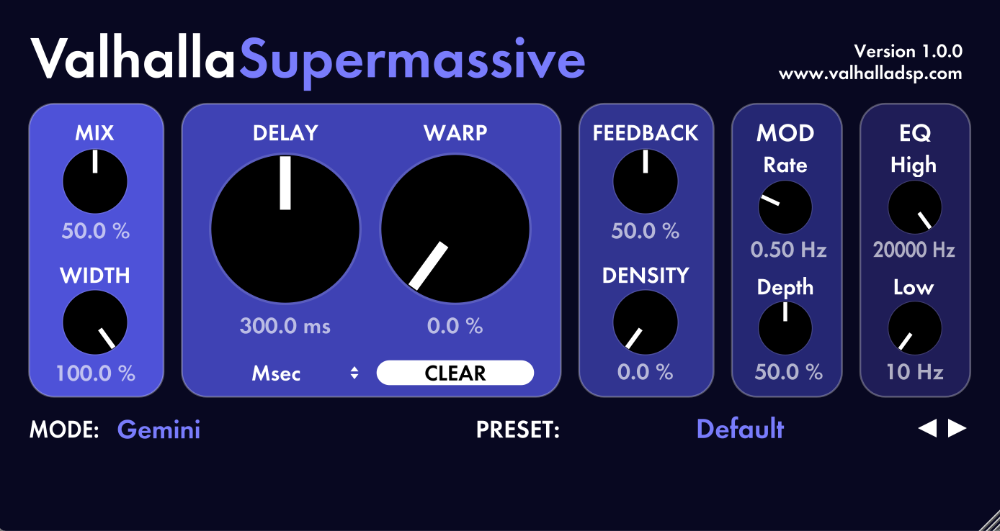 ValhallaSupermassive
Version 1.0.0
www.valhalladsp.com
MIX
50.0 %
WIDTH
100.0 %
DELAY
300.0 ms
Msec
WARP
0.0 %
CLEAR
FEEDBACK
50.0 %
DENSITY
0.0 %
MOD
Rate
0.50 Hz
Depth
50.0 %
EQ
High
20000 Hz
Low
10 Hz
MODE: Gemini
PRESET: Default